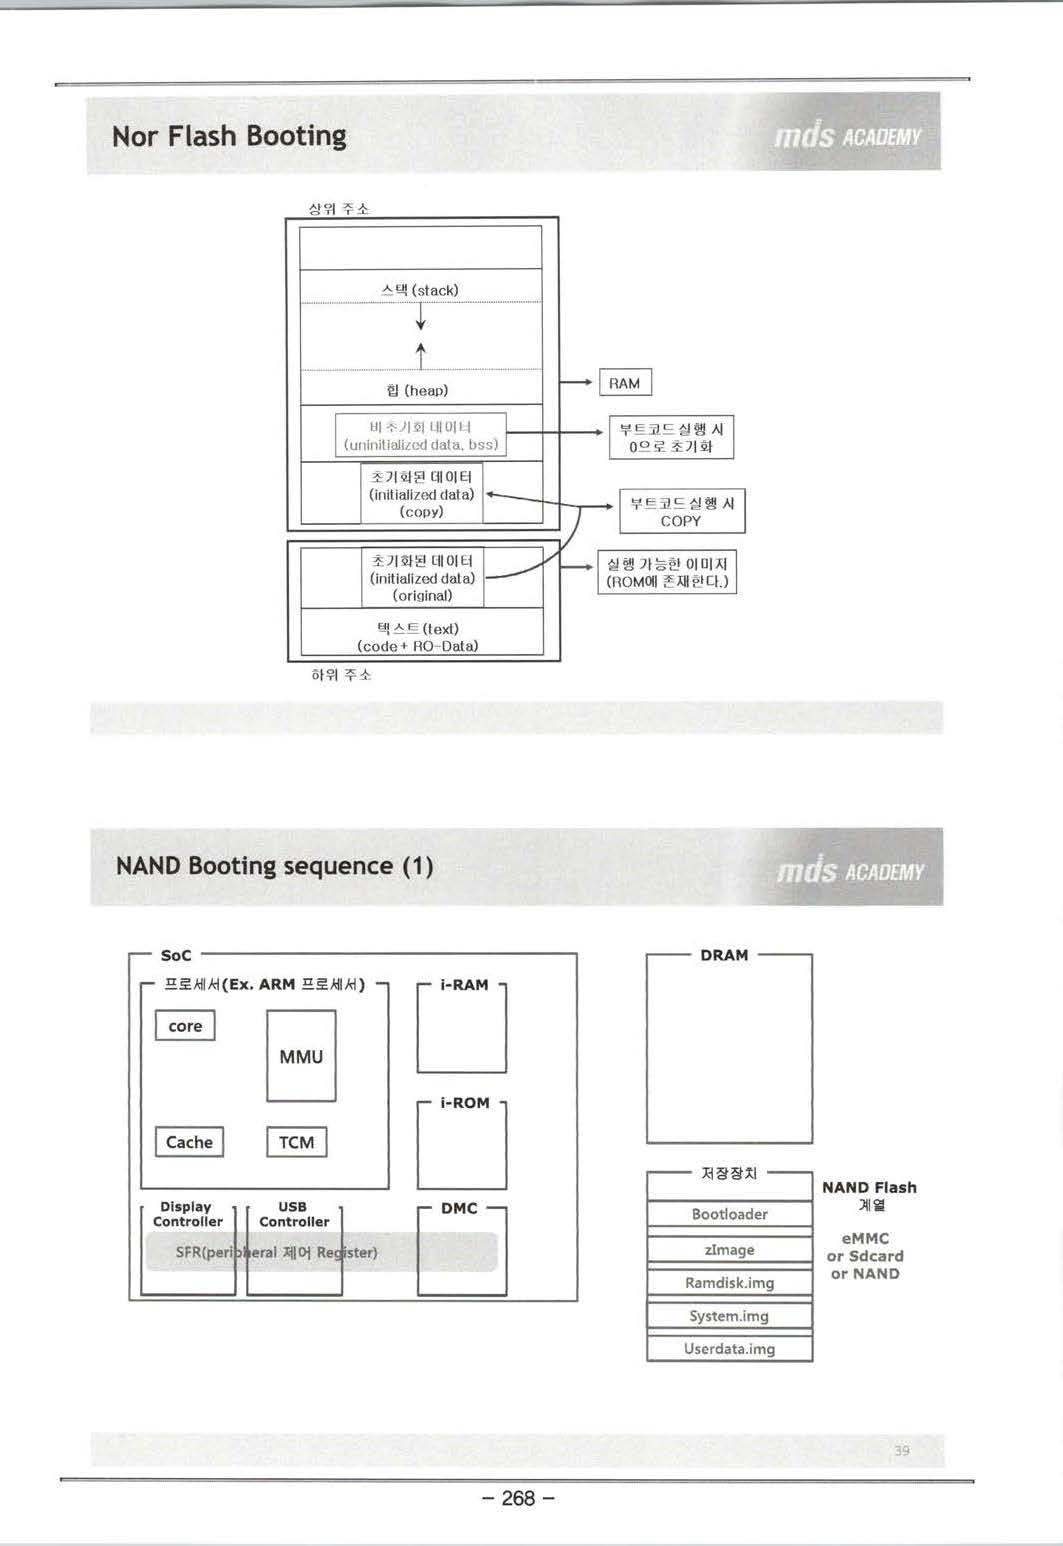 Nor Flash Booting
mds ACADEMY
상위 주소
스택 (stack)
힙 (heap)
RAM
비초기화 데이터
(uninitialized data, bss)
부트코드 실행 시
0으로 초기화
초기화된 데이터
(initialized data)
(copy)
부트코드 실행 시
COPY
초기화된 데이터
(initialized data)
(original)
실행 가능한 이미지
(ROM에 존재한다.)
텍스트 (text)
(code+ RO-Data)
하위 주소
NAND Booting sequence (1)
mds ACADEMY
SoC
프로세서(Ex. ARM 프로세서)
core
MMU
Cache
TCM
i-RAM
i-ROM
Display
Controller
USB
Controller
DMC
SFR(peripheral 제어 Register)
DRAM
저장장치
Bootloader
zImage
Ramdisk.img
System.img
Userdata.img
NAND Flash
계열
eMMC
or Sdcard
or NAND
39
- 268 -